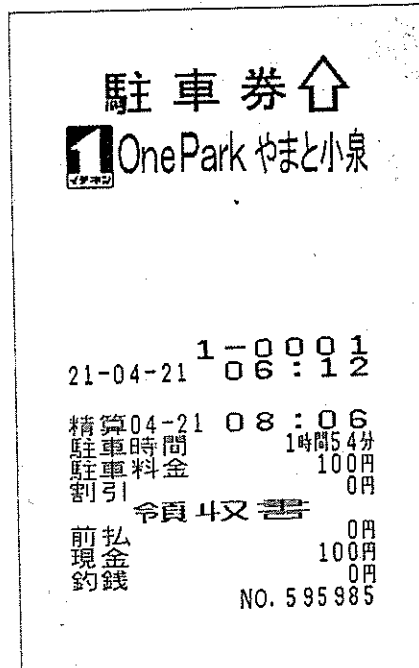 駐車券⇧
1 イチネン OnePark やまと小泉
1-0001
21-04-21 06:12
精算04-21 08:06
駐車時間 1時間54分
駐車料金 100円
割引 0円
領収書
前払 0円
現金 100円
釣銭 0円
NO.595985